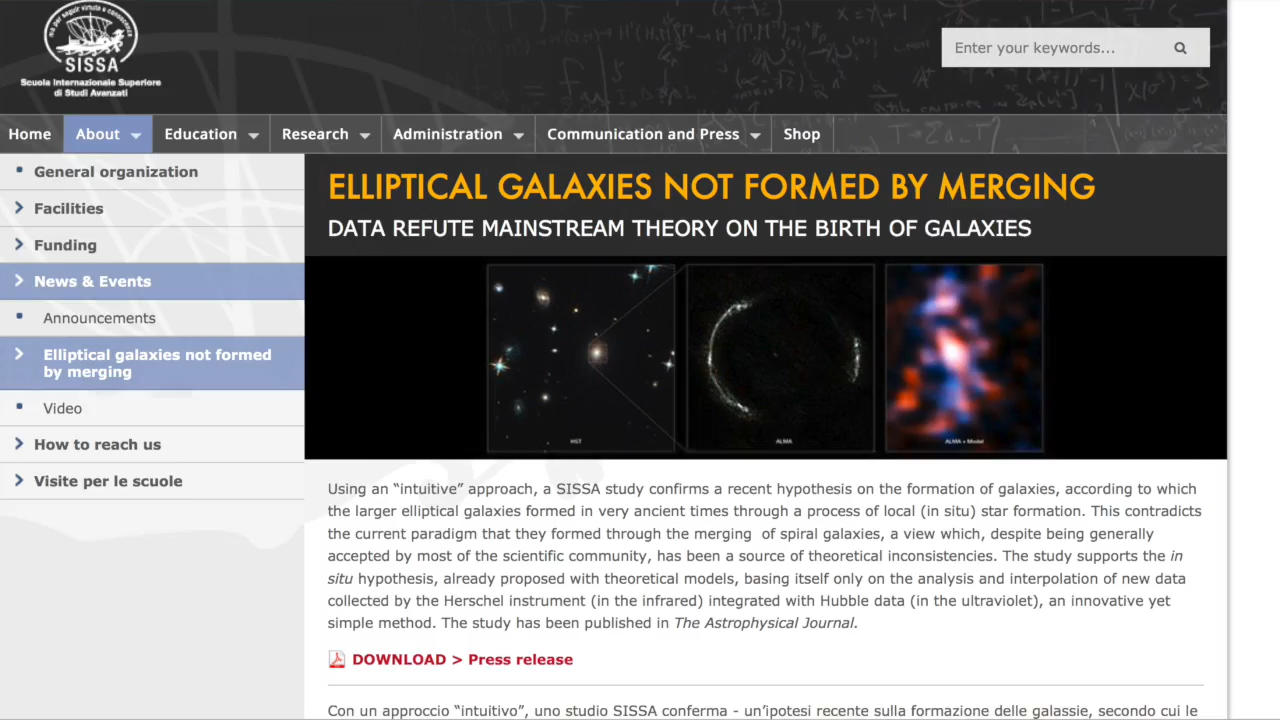 SISSA
Scuola Internazionale Superiore
di Studi Avanzati
Enter your keywords...
Home
About
Education
Research
Administration
Communication and Press
Shop
General organization
Facilities
Funding
News & Events
Announcements
Elliptical galaxies not formed
by merging
Video
How to reach us
Visite per le scuole
ELLIPTICAL GALAXIES NOT FORMED BY MERGING
DATA REFUTE MAINSTREAM THEORY ON THE BIRTH OF GALAXIES
HST
ALMA
ALMA + Model
Using an “intuitive” approach, a SISSA study confirms a recent hypothesis on the formation of galaxies, according to which
the larger elliptical galaxies formed in very ancient times through a process of local (in situ) star formation. This contradicts
the current paradigm that they formed through the merging of spiral galaxies, a view which, despite being generally
accepted by most of the scientific community, has been a source of theoretical inconsistencies. The study supports the in
situ hypothesis, already proposed with theoretical models, basing itself only on the analysis and interpolation of new data
collected by the Herschel instrument (in the infrared) integrated with Hubble data (in the ultraviolet), an innovative yet
simple method. The study has been published in The Astrophysical Journal.
DOWNLOAD > Press release
Con un approccio “intuitivo”, uno studio SISSA conferma - un’ipotesi recente sulla formazione delle galassie, secondo cui le